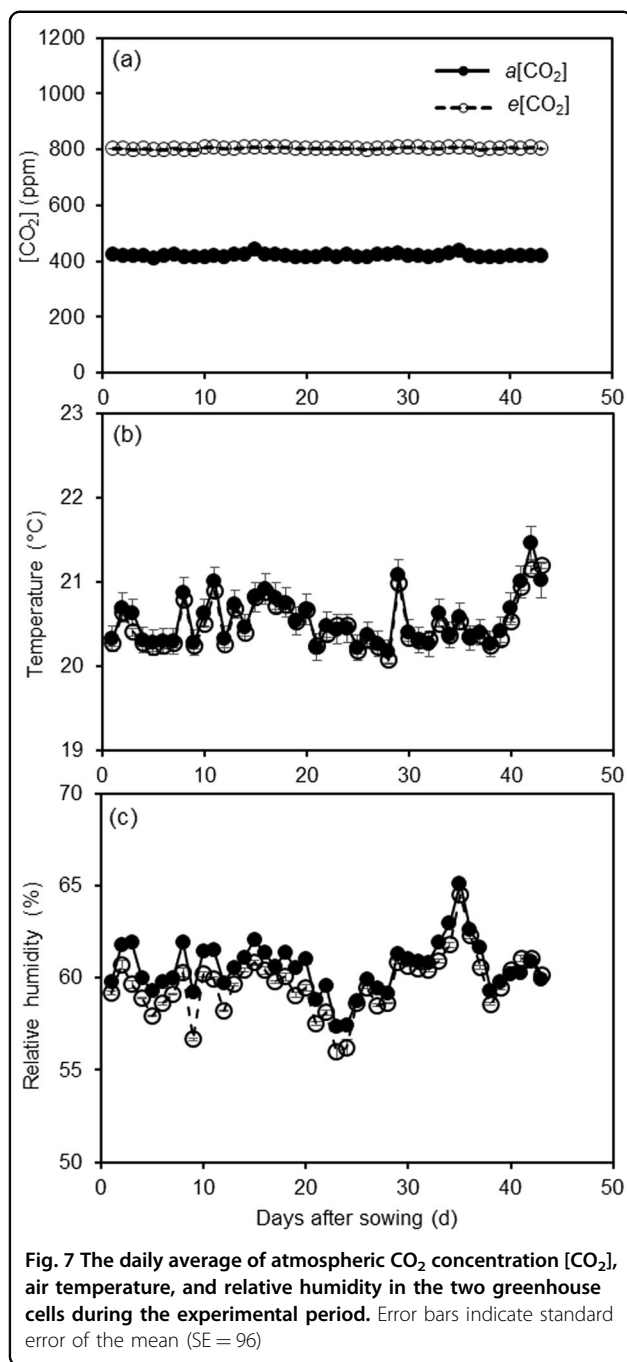 1200
(a)
a[CO₂]
e[CO₂]
1000
800
600
400
200
0
[CO₂] (ppm)
0 10 20 30 40 50
23
(b)
22
21
20
19
Temperature (°C)
0 10 20 30 40 50
70
(c)
65
60
55
50
Relative humidity (%)
0 10 20 30 40 50
Days after sowing (d)
Fig. 7 The daily average of atmospheric CO₂ concentration [CO₂],
air temperature, and relative humidity in the two greenhouse
cells during the experimental period. Error bars indicate standard
error of the mean (SE = 96)